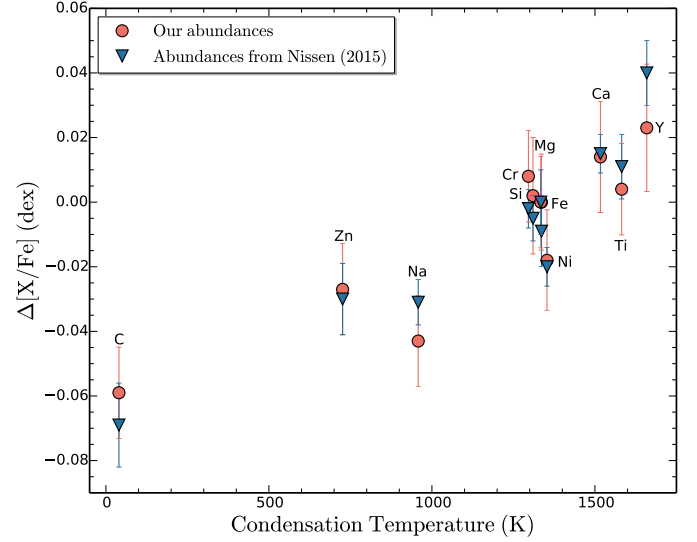 0.06
0.04
0.02
0.00
−0.02
−0.04
−0.06
−0.08
Δ[X/Fe] (dex)
Our abundances
Abundances from Nissen (2015)
C
Zn
Na
Cr
Si
Mg
Fe
Ni
Ca
Ti
Y
0
500
1000
1500
Condensation Temperature (K)